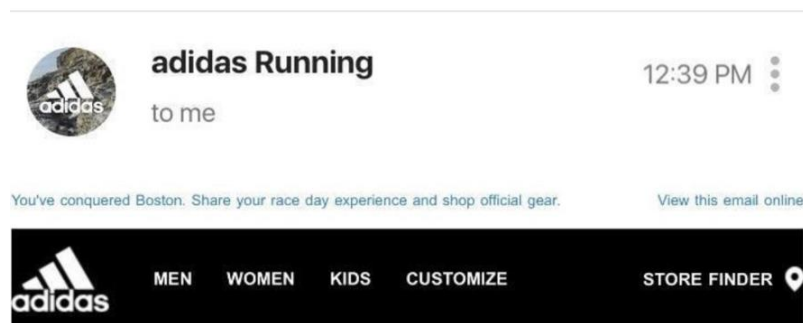 adidas Running
12:39 PM
adidas
to me
You've conquered Boston. Share your race day experience and shop official gear.
View this email online
MEN WOMEN KIDS CUSTOMIZE STORE FINDER
adidas